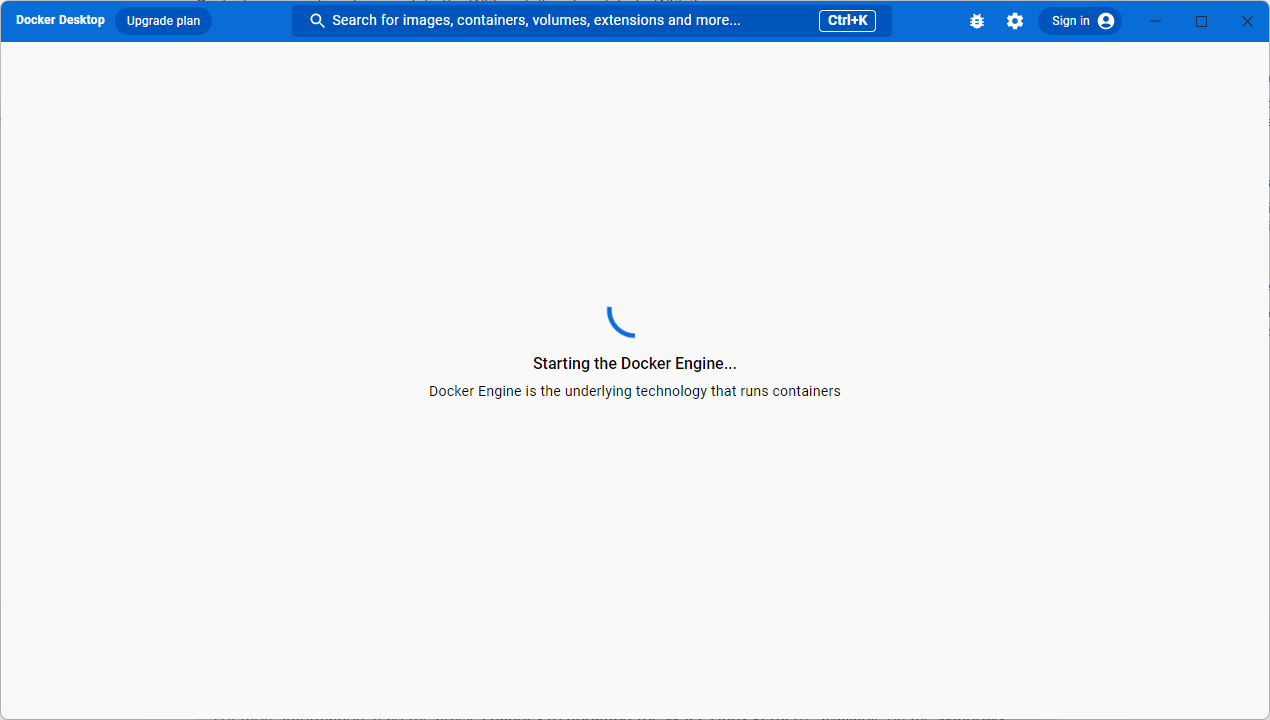 Docker Desktop
Upgrade plan
Search for images, containers, volumes, extensions and more...
Ctrl+K
Sign in
Starting the Docker Engine...
Docker Engine is the underlying technology that runs containers